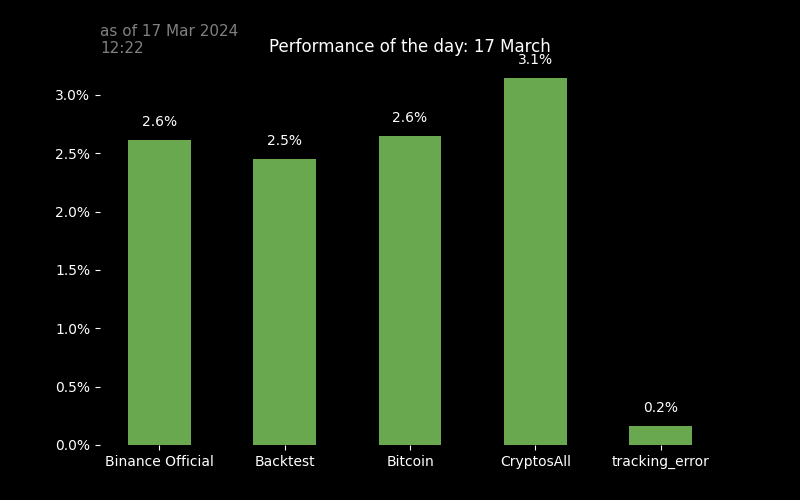 as of 17 Mar 2024
12:22
Performance of the day: 17 March
3.1%
3.0%
2.6%
2.6%
2.5%
2.5%
2.0%
1.5%
1.0%
0.5%
0.2%
0.0%
Binance Official
Backtest
Bitcoin
CryptosAll
tracking_error